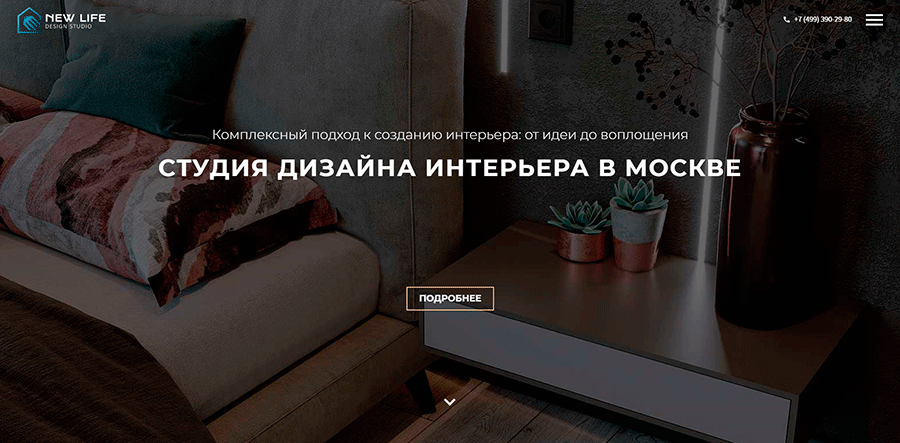 NEW LIFE
DESIGN STUDIO
+7 (499) 390-29-80
Комплексный подход к созданию интерьера: от идеи до воплощения
СТУДИЯ ДИЗАЙНА ИНТЕРЬЕРА В МОСКВЕ
ПОДРОБНЕЕ